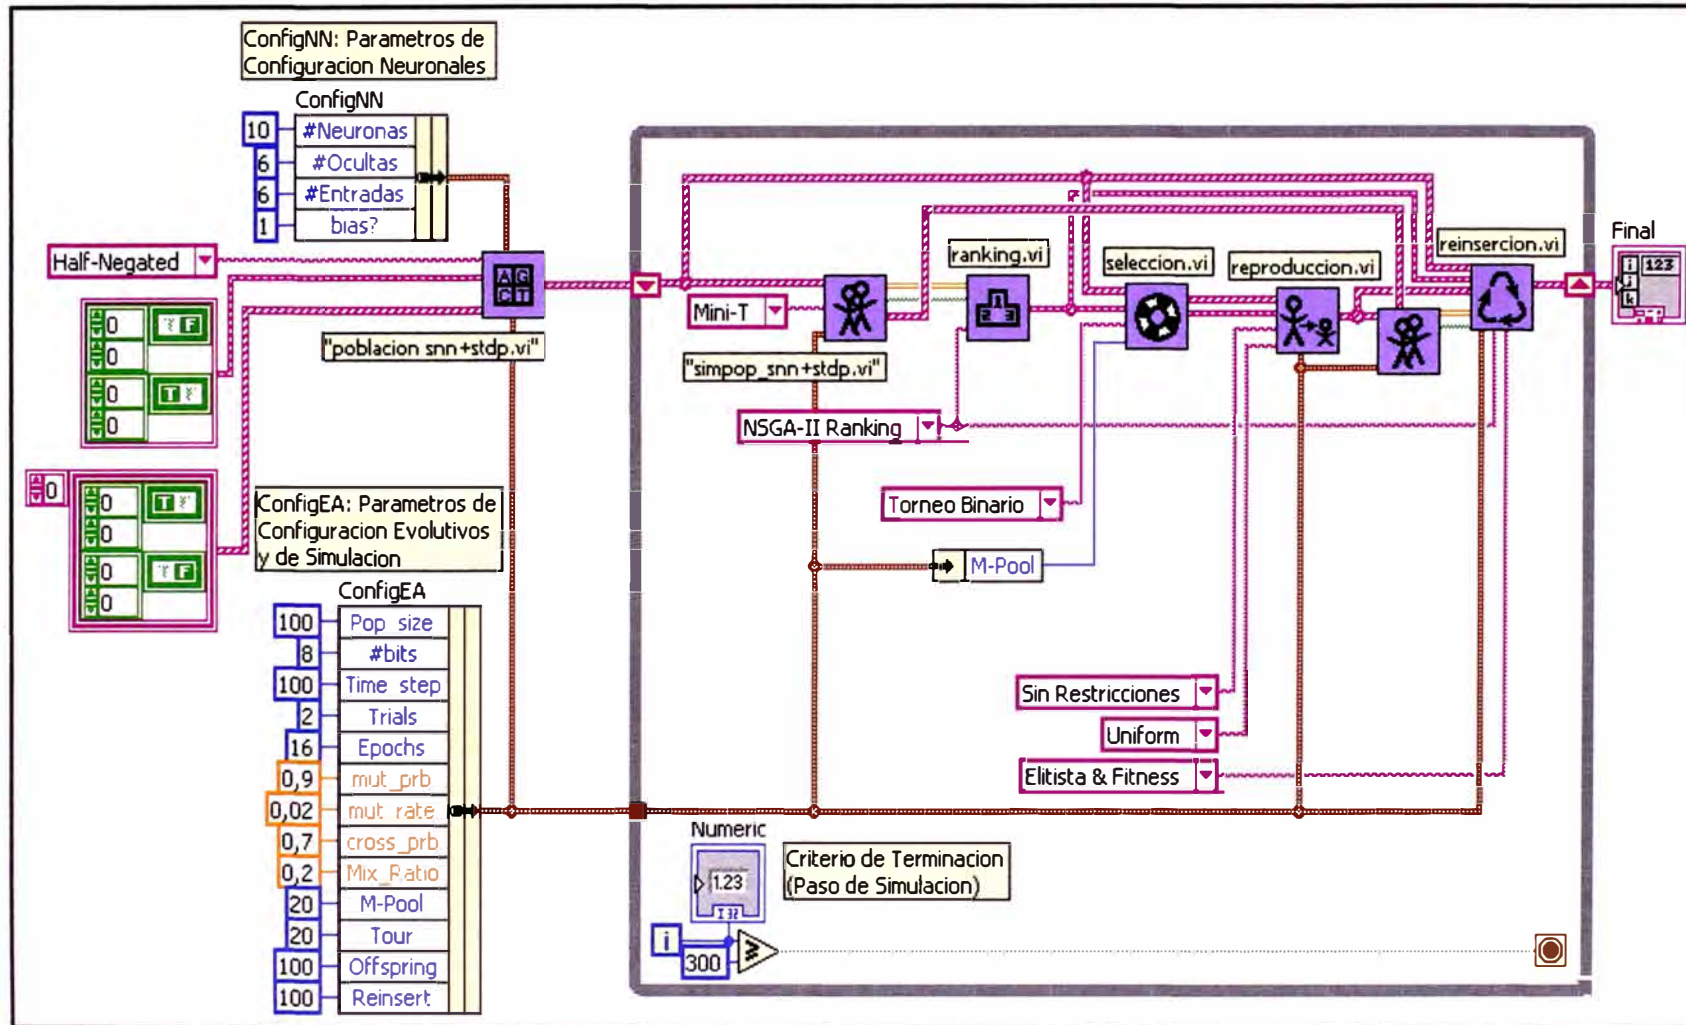 ConfigNN: Parametros de
Configuracion Neuronales
ConfigNN
10 #Neuronas
6 #Ocultas
6 #Entradas
1 bias?
Half-Negated
A G
C T
"poblacion snn+stdp.vi"
0 F
0
0 T
0
0
0 T
0
0 F
0
ConfigEA: Parametros de
Configuracion Evolutivos
y de Simulacion
ConfigEA
100 Pop size
8 #bits
100 Time step
2 Trials
16 Epochs
0,9 mut_prb
0,02 mut rate
0,7 cross_prb
0,2 Mix_Ratio
20 M-Pool
20 Tour
100 Offspring
100 Reinsert
Mini-T
"simpop_snn+stdp.vi"
ranking.vi
seleccion.vi
reproduccion.vi
reinsercion.vi
NSGA-II Ranking
Torneo Binario
M-Pool
Sin Restricciones
Uniform
Elitista & Fitness
Numeric
1.23
I32
Criterio de Terminacion
(Paso de Simulacion)
i
300
Final
i 123
j
k